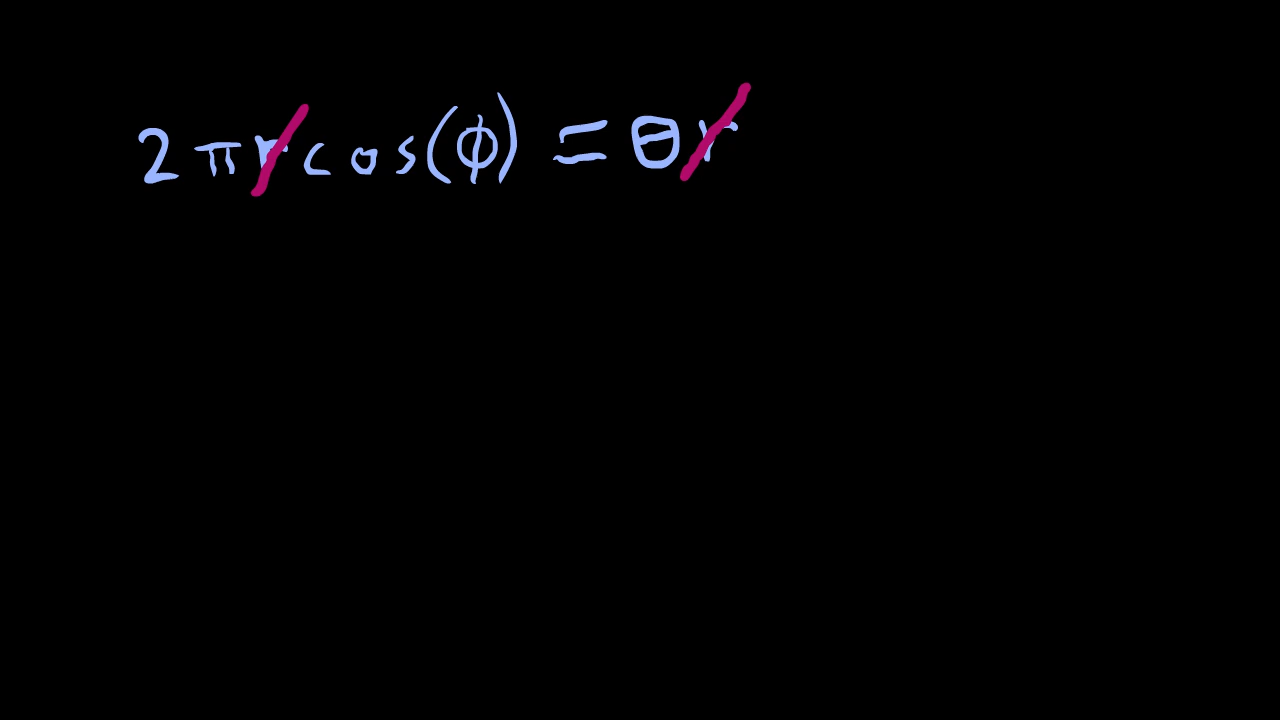 2πr cos(ϕ) = θr